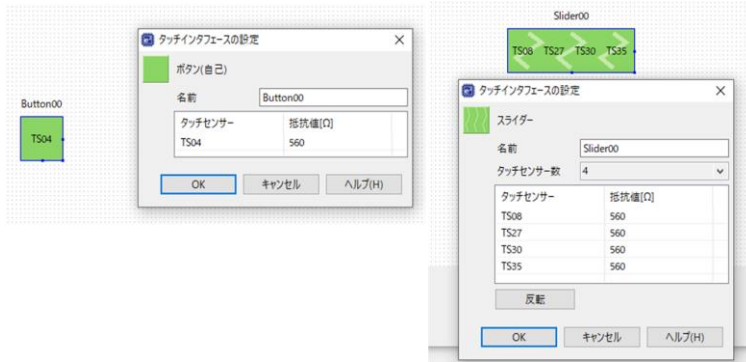 Button00
TS04
タッチインタフェースの設定
ボタン(自己)
名前 Button00
タッチセンサー 抵抗値[Ω]
TS04 560
OK キャンセル ヘルプ(H)
Slider00
TS08 TS27 TS30 TS35
タッチインタフェースの設定
スライダー
名前 Slider00
タッチセンサー数 4
タッチセンサー 抵抗値[Ω]
TS08 560
TS27 560
TS30 560
TS35 560
反転
OK キャンセル ヘルプ(H)